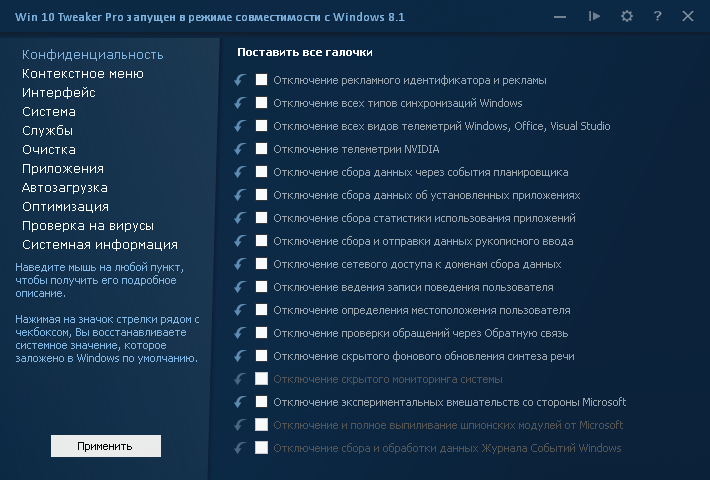 Win 10 Tweaker Pro запущен в режиме совместимости с Windows 8.1
Конфиденциальность
Контекстное меню
Интерфейс
Система
Службы
Очистка
Приложения
Автозагрузка
Оптимизация
Проверка на вирусы
Системная информация
Наведите мышь на любой пункт,
чтобы получить его подробное
описание.
Нажимая на значок стрелки рядом с
чекбоксом, Вы восстанавливаете
системное значение, которое
заложено в Windows по умолчанию.
Применить
Поставить все галочки
Отключение рекламного идентификатора и рекламы
Отключение всех типов синхронизаций Windows
Отключение всех видов телеметрий Windows, Office, Visual Studio
Отключение телеметрии NVIDIA
Отключение сбора данных через события планировщика
Отключение сбора данных об установленных приложениях
Отключение сбора статистики использования приложений
Отключение сбора и отправки данных рукописного ввода
Отключение сетевого доступа к доменам сбора данных
Отключение ведения записи поведения пользователя
Отключение определения местоположения пользователя
Отключение проверки обращений через Обратную связь
Отключение скрытого фонового обновления синтеза речи
Отключение скрытого мониторинга системы
Отключение экспериментальных вмешательств со стороны Microsoft
Отключение и полное выпиливание шпионских модулей от Microsoft
Отключение сбора и обработки данных Журнала Событий Windows